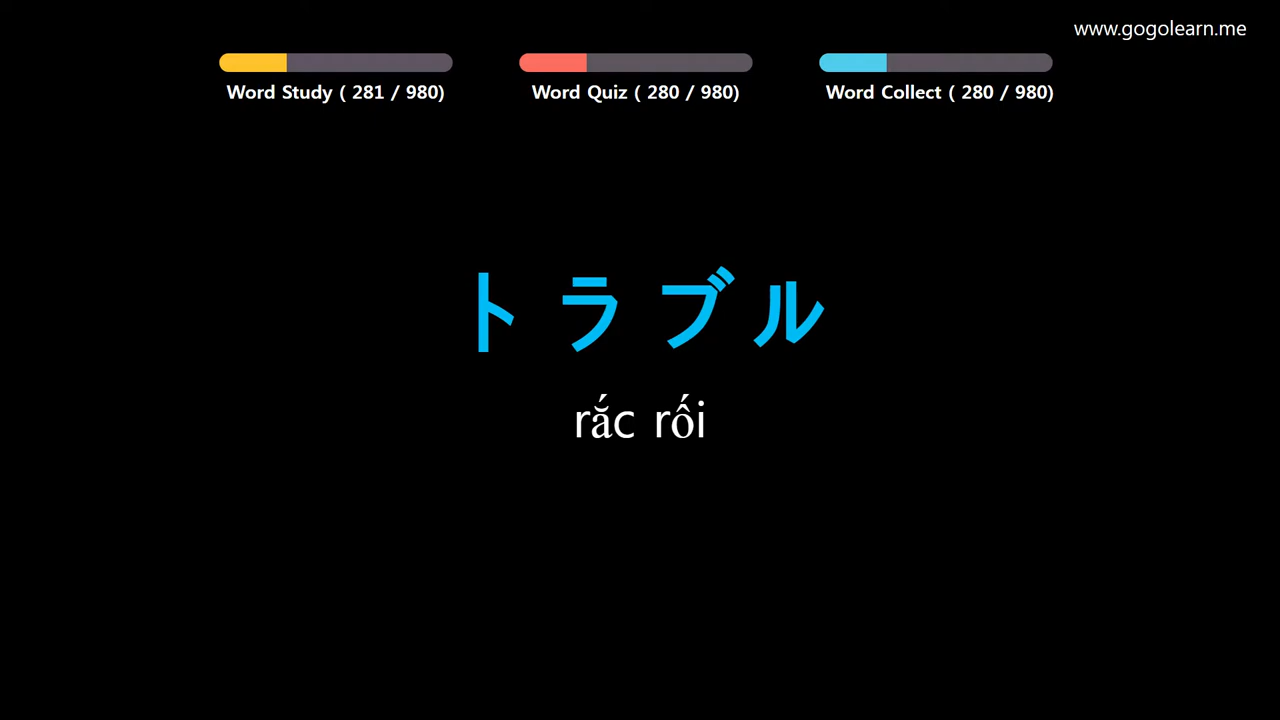 www.gogolearn.me
Word Study ( 281 / 980)
Word Quiz ( 280 / 980)
Word Collect ( 280 / 980)
トラブル
rắc rối